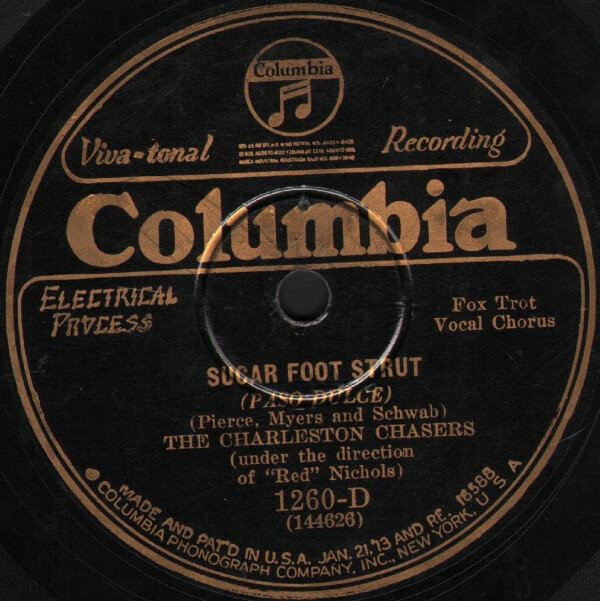 Columbia
Viva-tonal Recording
Columbia
ELECTRICAL
PROCESS
Fox Trot
Vocal Chorus
SUGAR FOOT STRUT
(PASO DULCE)
(Pierce, Myers and Schwab)
THE CHARLESTON CHASERS
(under the direction
of "Red" Nichols)
1260-D
(144626)
MADE AND PAT'D IN U.S.A. JAN. 21, '13 AND RE. 16588
COLUMBIA PHONOGRAPH COMPANY, INC., NEW YORK, U.S.A